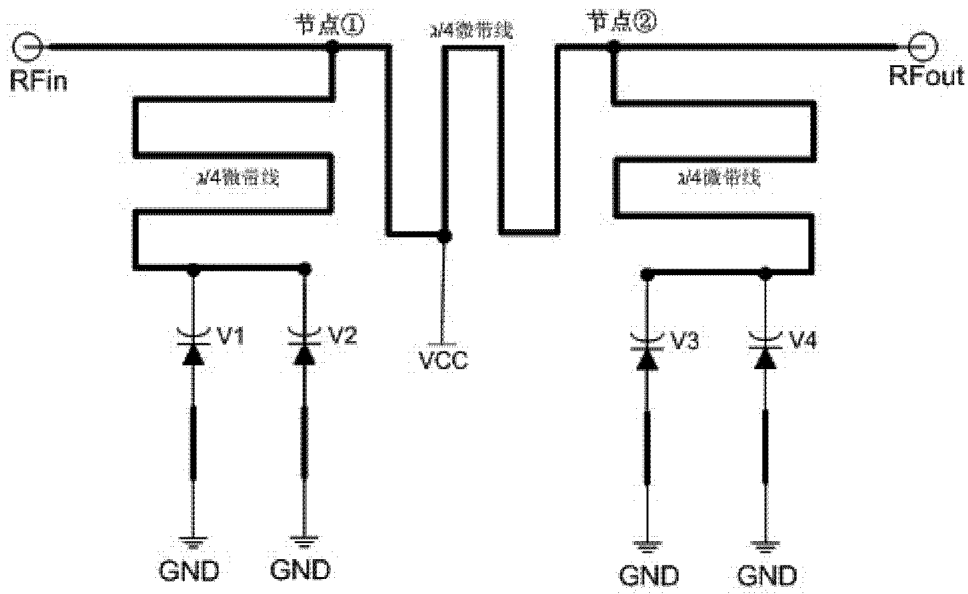 节点①
λ/4微带线
节点②
RFin
RFout
λ/4微带线
λ/4微带线
V1
V2
VCC
V3
V4
GND
GND
GND
GND